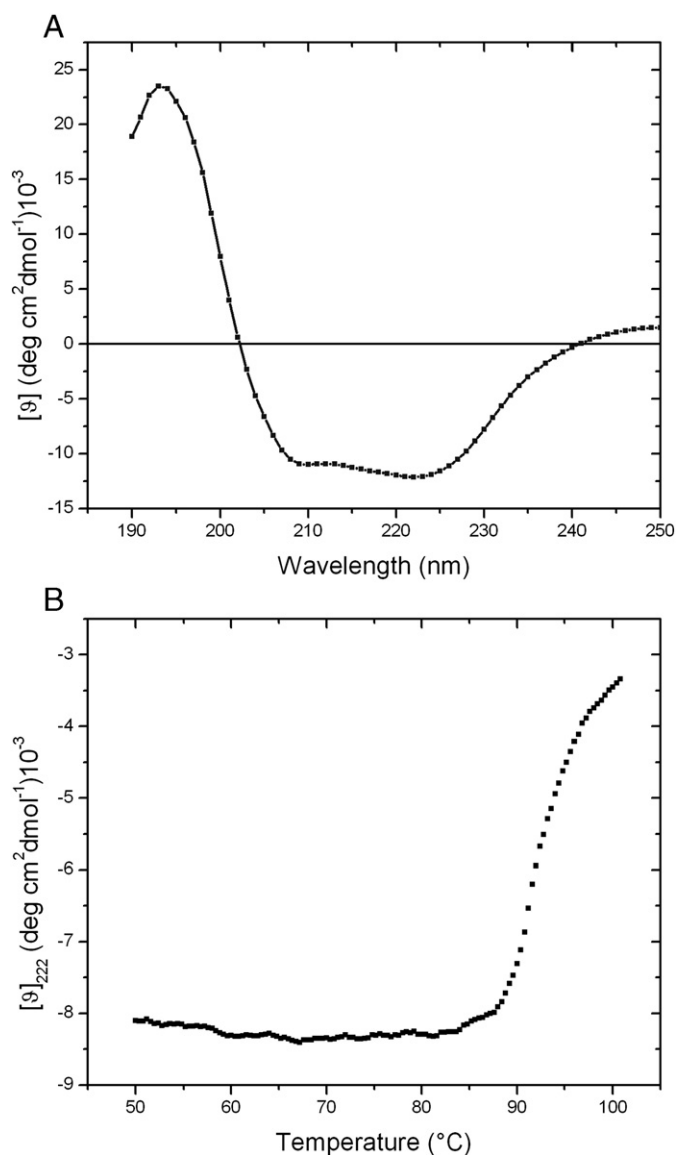 A
25
20
15
10
5
0
-5
-10
-15
[ϑ] (deg cm²dmol⁻¹)10⁻³
190 200 210 220 230 240 250
Wavelength (nm)
B
-3
-4
-5
-6
-7
-8
-9
[ϑ]₂₂₂ (deg cm²dmol⁻¹)10⁻³
50 60 70 80 90 100
Temperature (°C)